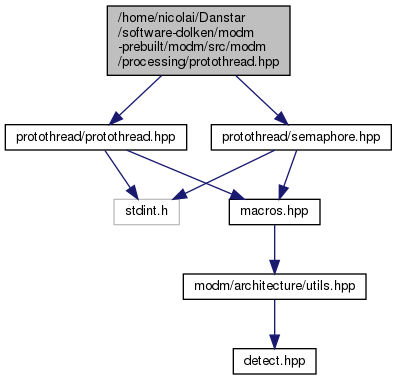 /home/nicolai/Danstar
/software-dolken/modm
-prebuilt/modm/src/modm
/processing/protothread.hpp
protothread/protothread.hpp
protothread/semaphore.hpp
stdint.h
macros.hpp
modm/architecture/utils.hpp
detect.hpp